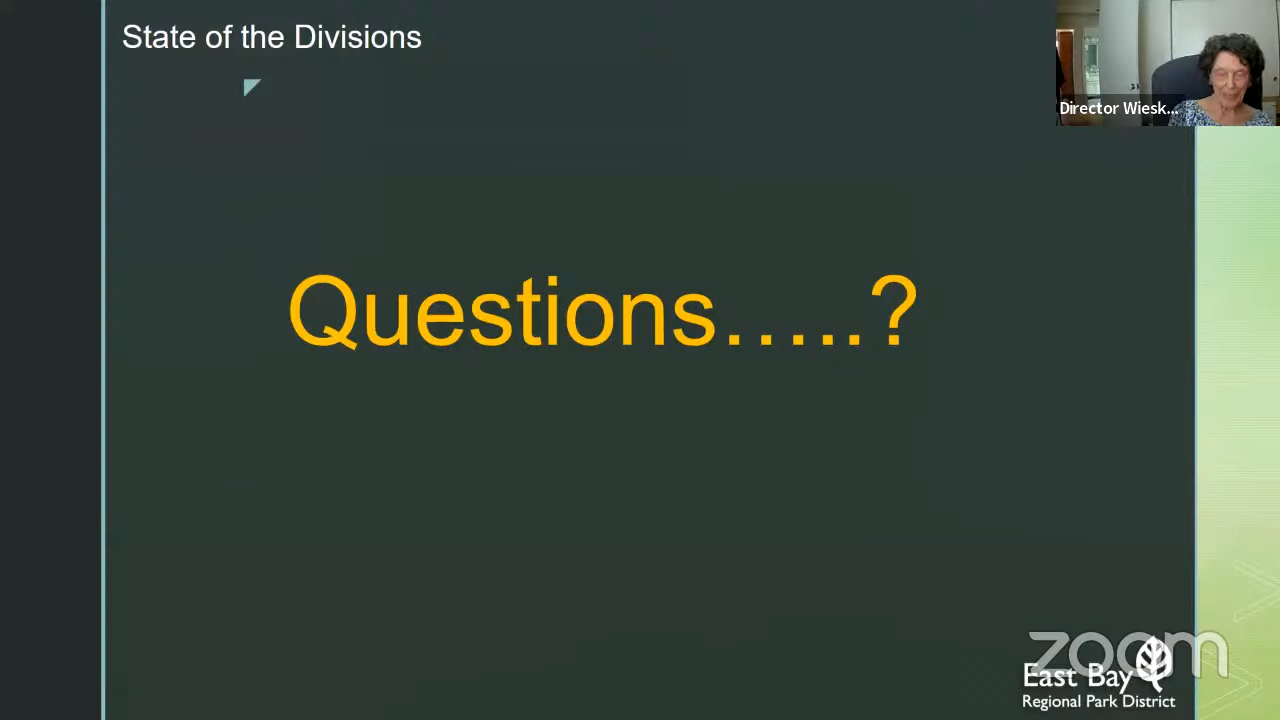 State of the Divisions
Director Wiesk...
Questions.....?
zoom
East Bay
Regional Park District